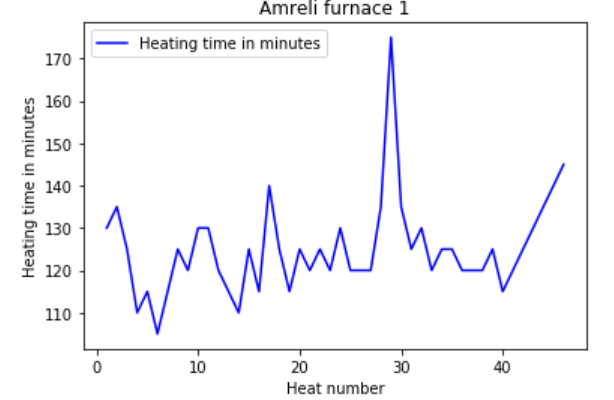 Amreli furnace 1
Heating time in minutes
Heating time in minutes
170
160
150
140
130
120
110
0 10 20 30 40
Heat number